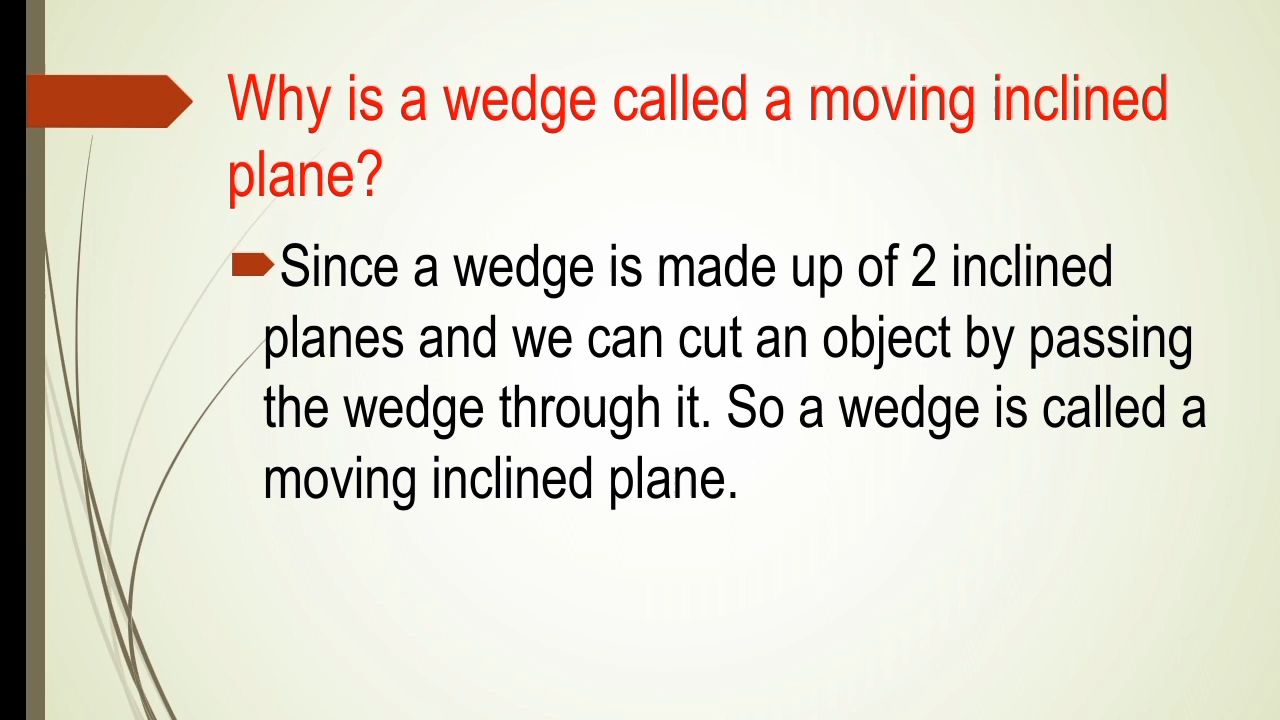 Why is a wedge called a moving inclined
plane?
Since a wedge is made up of 2 inclined
planes and we can cut an object by passing
the wedge through it. So a wedge is called a
moving inclined plane.